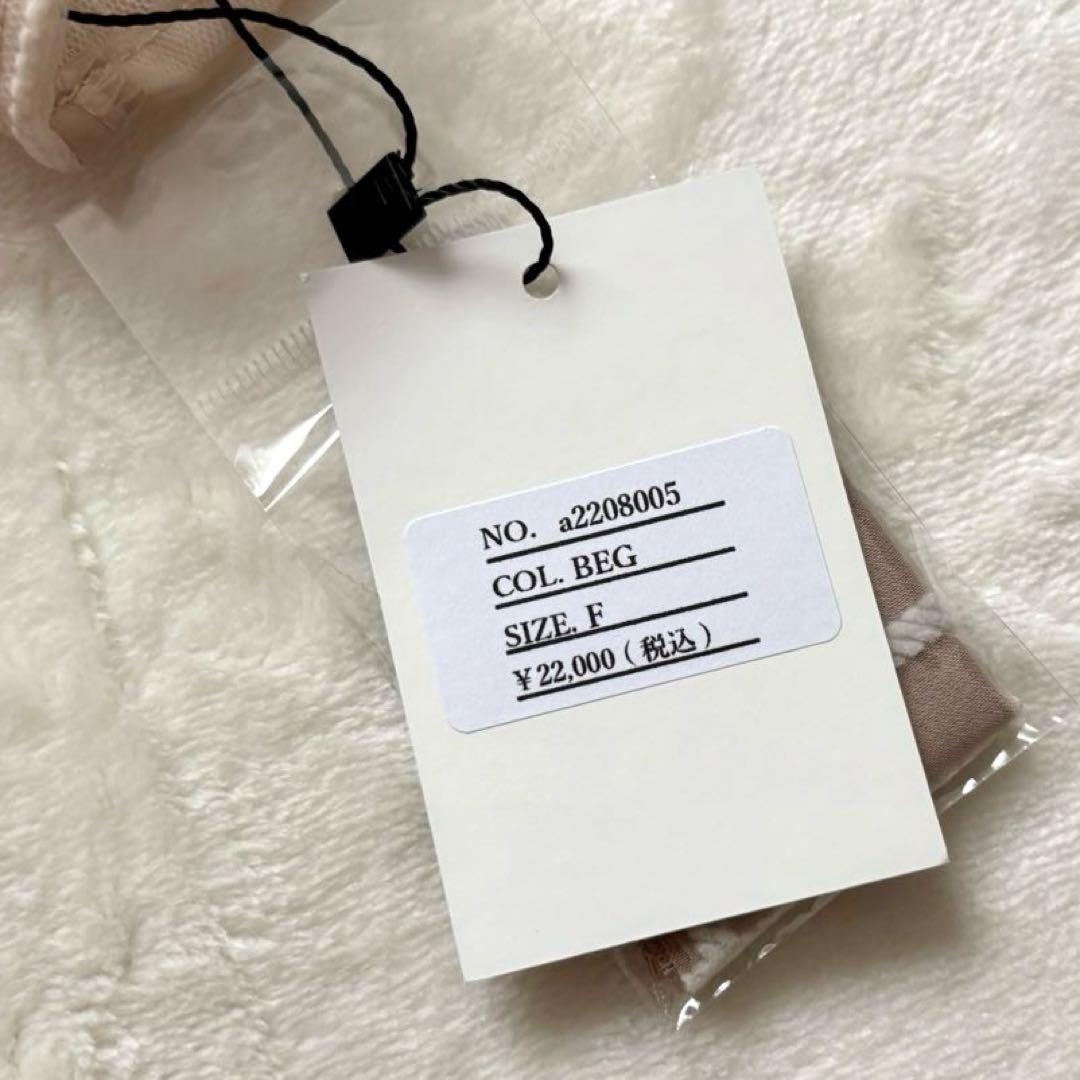 NO. a2208005
COL. BEG
SIZE. F
¥22,000（税込）